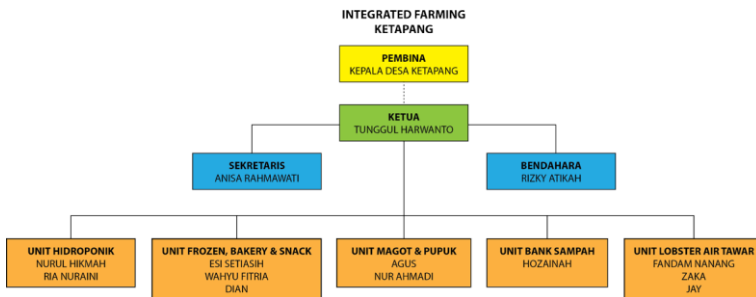 INTEGRATED FARMING
KETAPANG
PEMBINA
KEPALA DESA KETAPANG
KETUA
TUNGGUL HARWANTO
SEKRETARIS
ANISA RAHMAWATI
BENDAHARA
RIZKY ATIKAH
UNIT HIDROPONIK
NURUL HIKMAH
RIA NURAINI
UNIT FROZEN, BAKERY & SNACK
ESI SETIASIH
WAHYU FITRIA
DIAN
UNIT MAGOT & PUPUK
AGUS
NUR AHMADI
UNIT BANK SAMPAH
HOZAINAH
UNIT LOBSTER AIR TAWAR
FANDAM NANANG
ZAKA
JAY